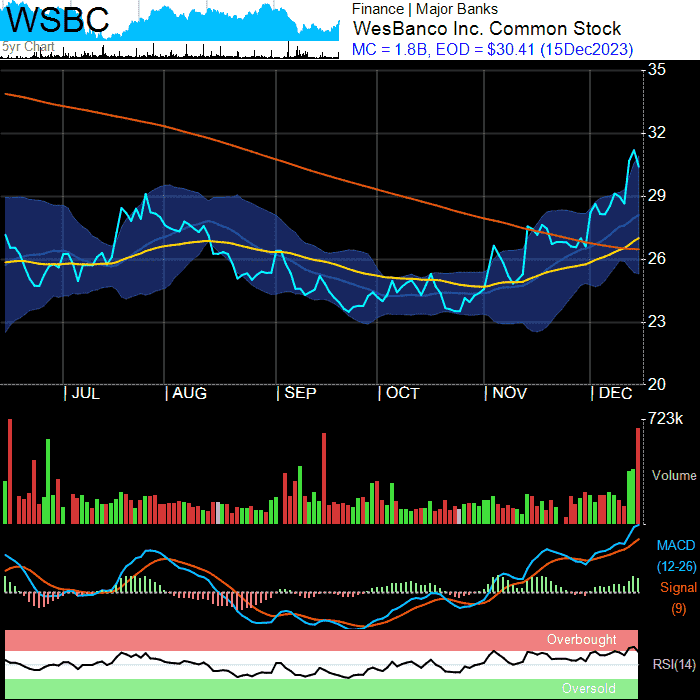 WSBC
5yr Chart
Finance | Major Banks
WesBanco Inc. Common Stock
MC = 1.8B, EOD = $30.41 (15Dec2023)
35
32
29
26
23
20
| JUL | AUG | SEP | OCT | NOV | DEC
723k
Volume
MACD
(12-26)
Signal
(9)
Overbought
RSI(14)
Oversold